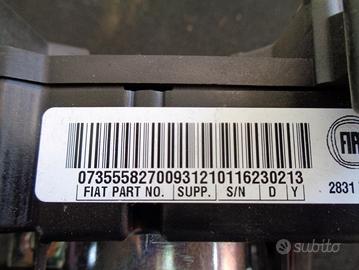 07355582700931210116230213
FIAT PART NO. SUPP. S/N D Y
FIA
2831
subito